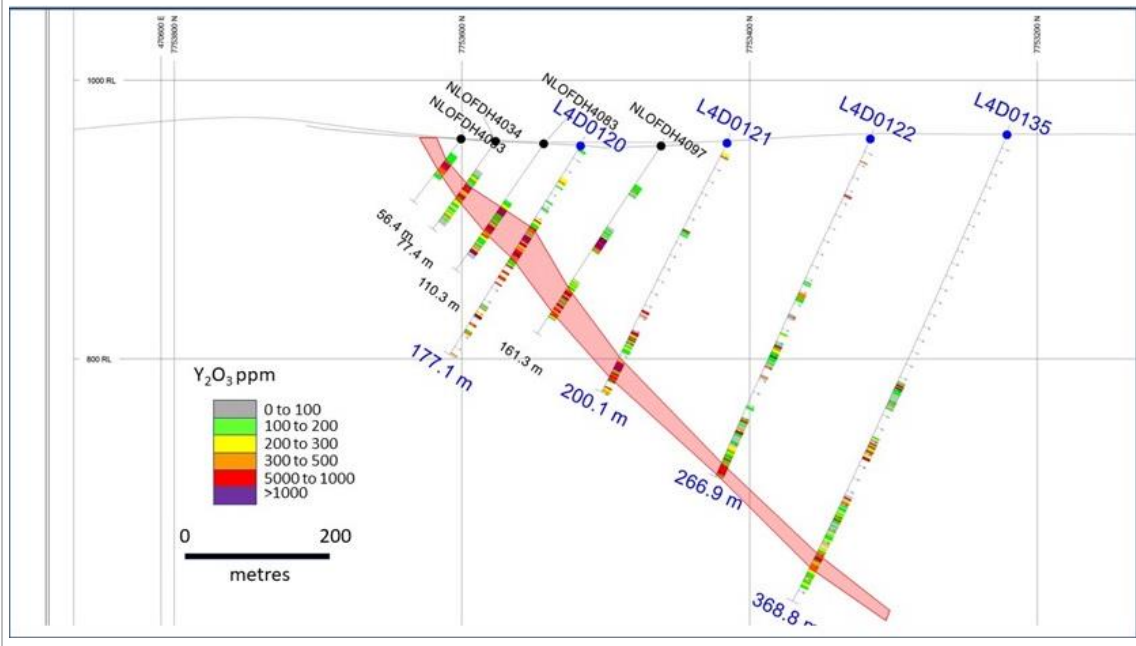 470600 E
7753800 N
7753600 N
7753400 N
7753200 N
1000 RL
NLOFDH4034
NLOFDH4083
L4D0120
NLOFDH4097
L4D0121
L4D0122
L4D0135
56.4 m
77.4 m
110.3 m
177.1 m
161.3 m
200.1 m
266.9 m
368.8 m
800 RL
Y₂O₃ ppm
0 to 100
100 to 200
200 to 300
300 to 500
5000 to 1000
>1000
0
200
metres